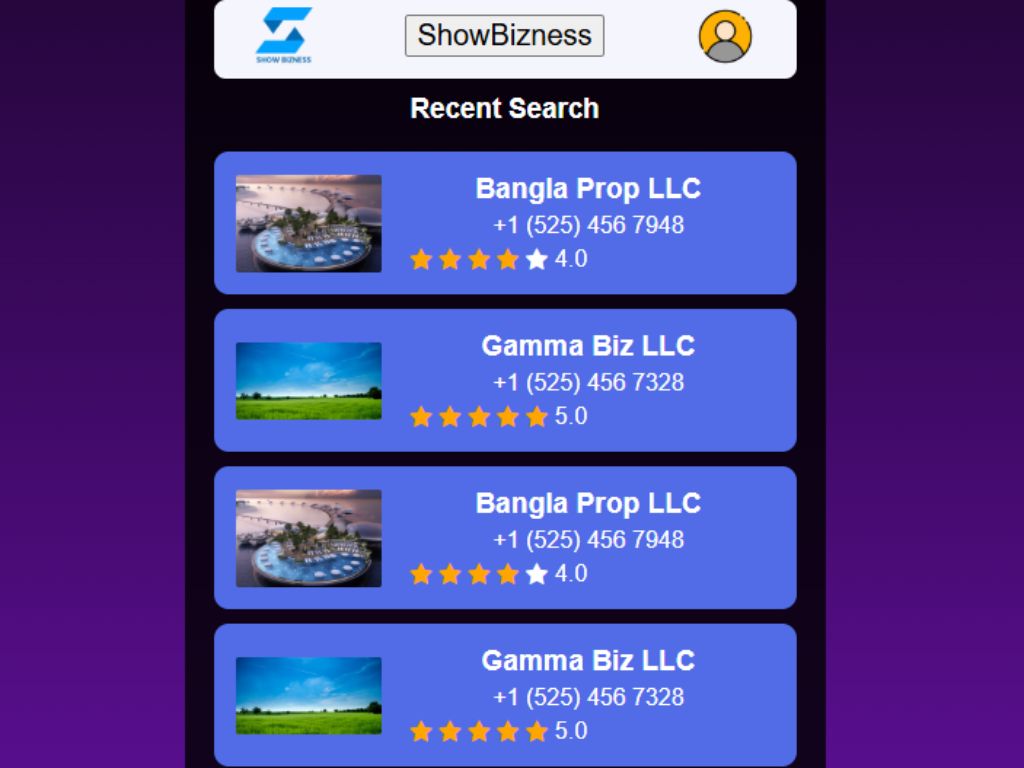 SHOW BIZNESS
ShowBizness
Recent Search
Bangla Prop LLC
+1 (525) 456 7948
4.0
Gamma Biz LLC
+1 (525) 456 7328
5.0
Bangla Prop LLC
+1 (525) 456 7948
4.0
Gamma Biz LLC
+1 (525) 456 7328
5.0